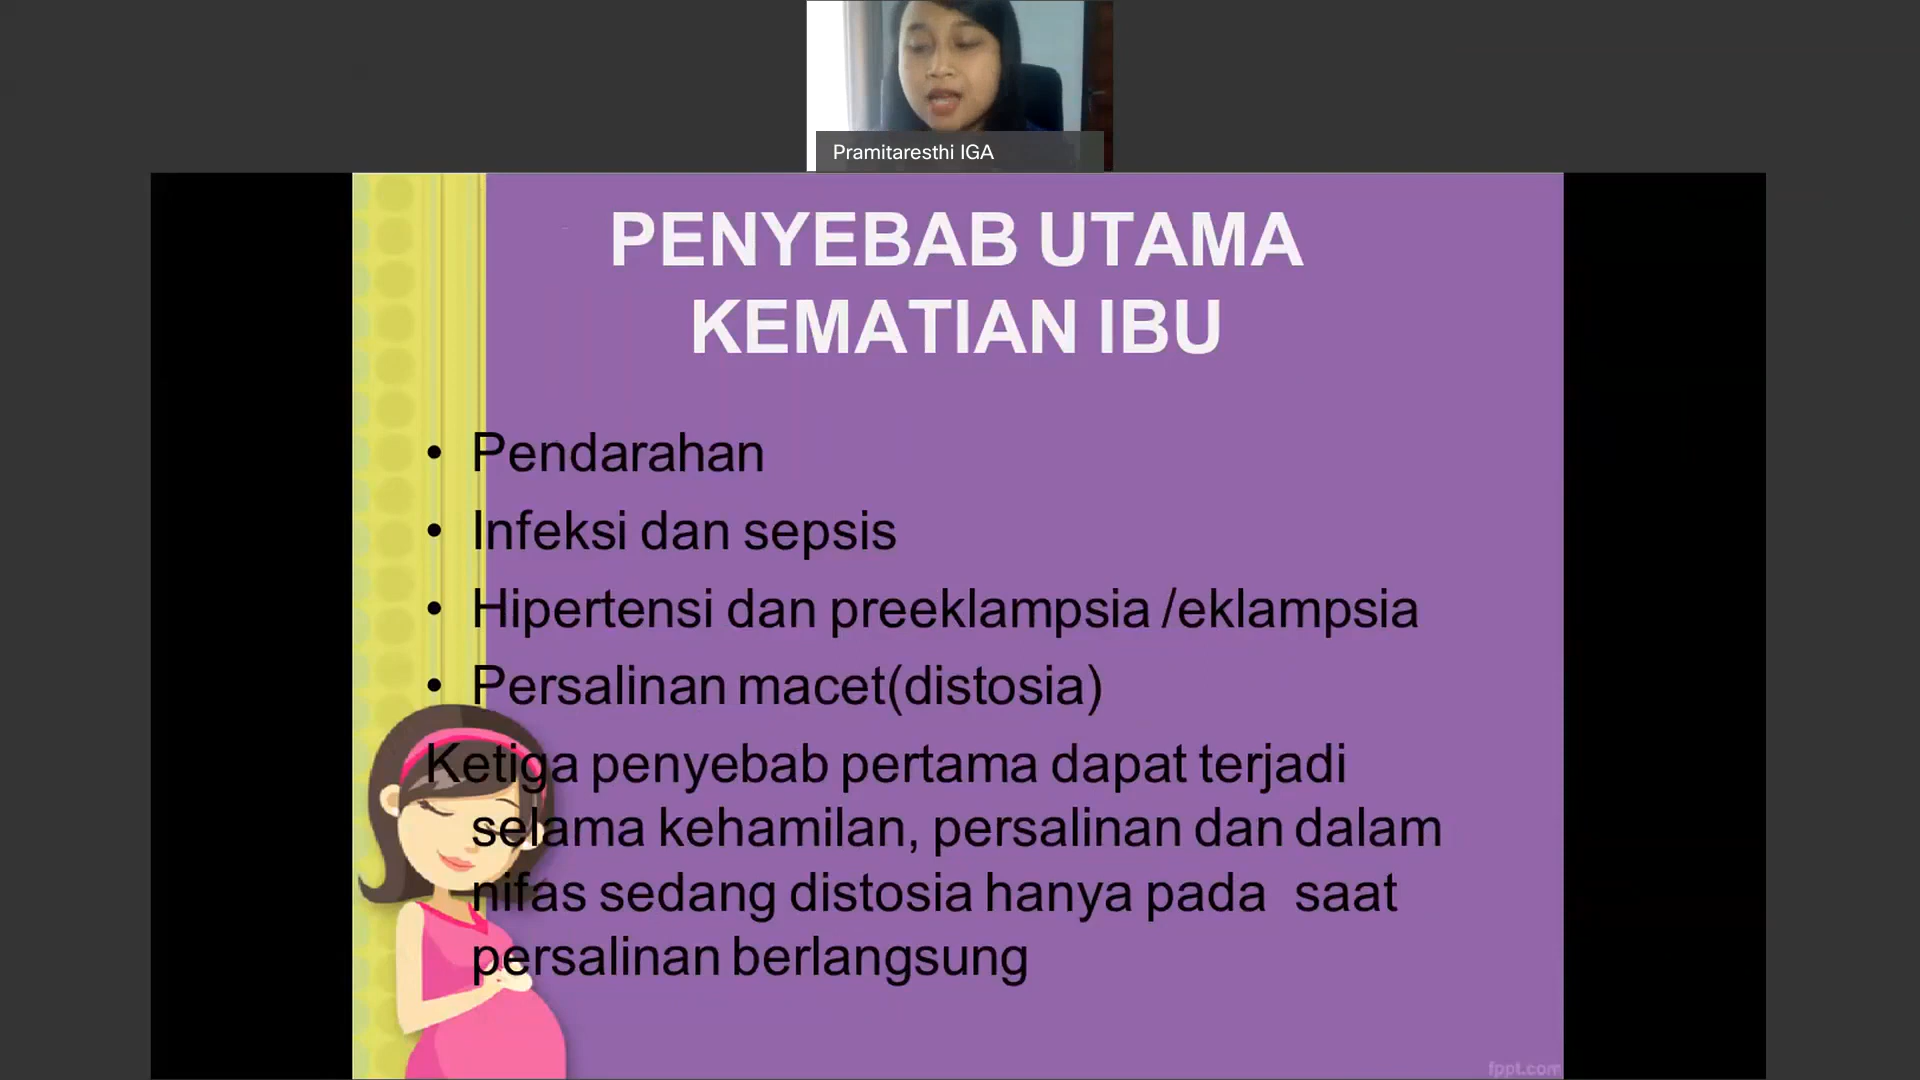 Pramitaresthi IGA
PENYEBAB UTAMA
KEMATIAN IBU
• Pendarahan
• Infeksi dan sepsis
• Hipertensi dan preeklampsia /eklampsia
• Persalinan macet(distosia)
Ketiga penyebab pertama dapat terjadi
selama kehamilan, persalinan dan dalam
nifas sedang distosia hanya pada  saat
persalinan berlangsung
fppt.com